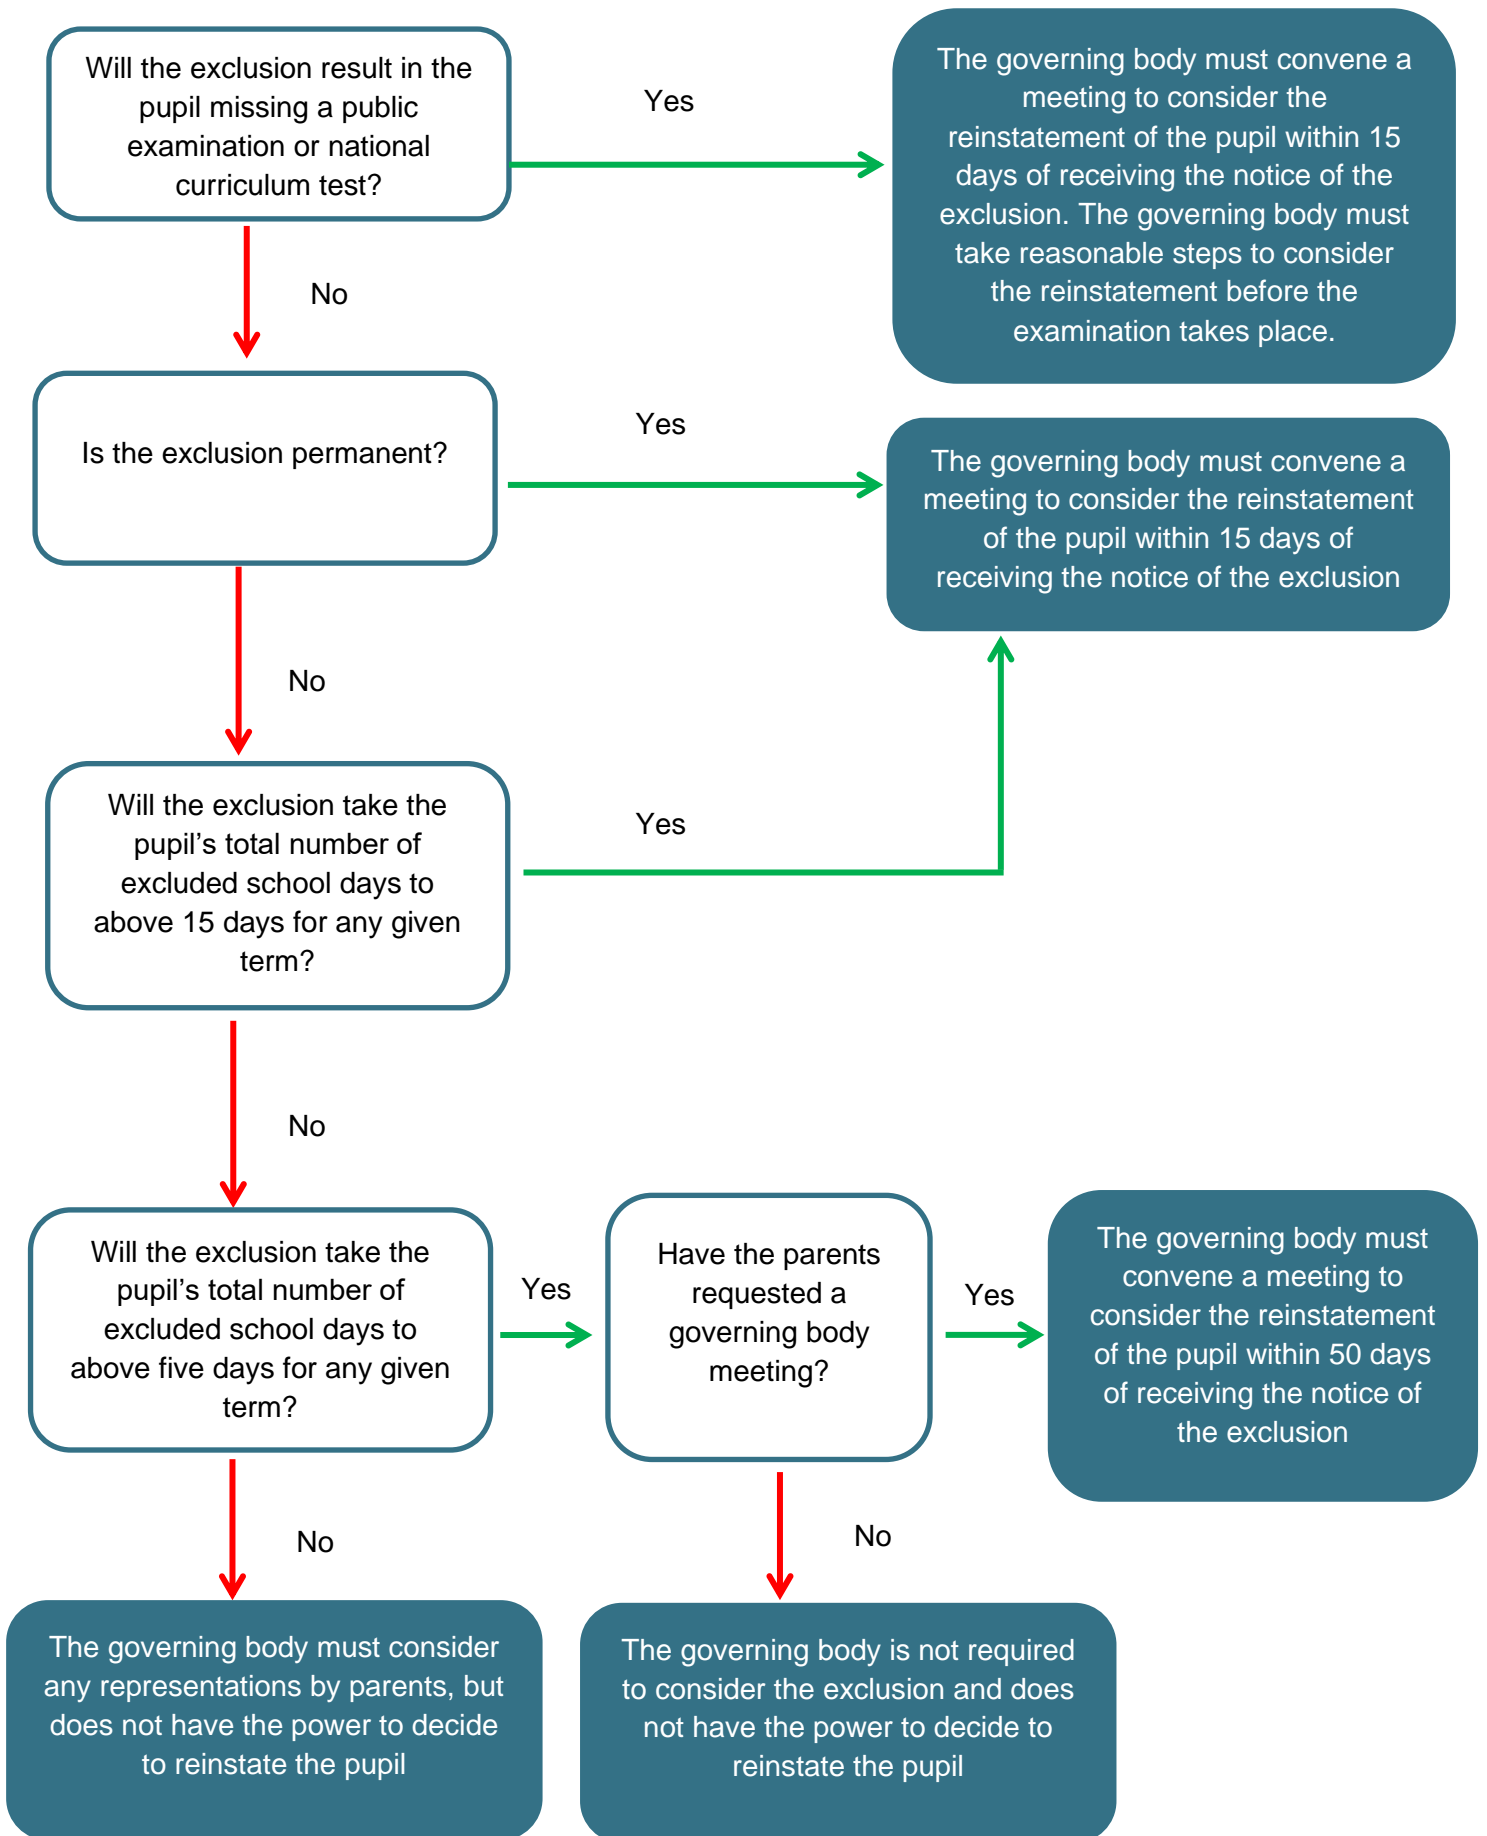 Will the exclusion result in the
pupil missing a public
examination or national
curriculum test?
Yes
The governing body must convene a
meeting to consider the
reinstatement of the pupil within 15
days of receiving the notice of the
exclusion. The governing body must
take reasonable steps to consider
the reinstatement before the
examination takes place.
No
Is the exclusion permanent?
Yes
The governing body must convene a
meeting to consider the reinstatement
of the pupil within 15 days of
receiving the notice of the exclusion
No
Will the exclusion take the
pupil’s total number of
excluded school days to
above 15 days for any given
term?
Yes
No
Will the exclusion take the
pupil’s total number of
excluded school days to
above five days for any given
term?
Yes
Have the parents
requested a
governing body
meeting?
Yes
The governing body must
convene a meeting to
consider the reinstatement
of the pupil within 50 days
of receiving the notice of
the exclusion
No
No
The governing body must consider
any representations by parents, but
does not have the power to decide
to reinstate the pupil
The governing body is not required
to consider the exclusion and does
not have the power to decide to
reinstate the pupil